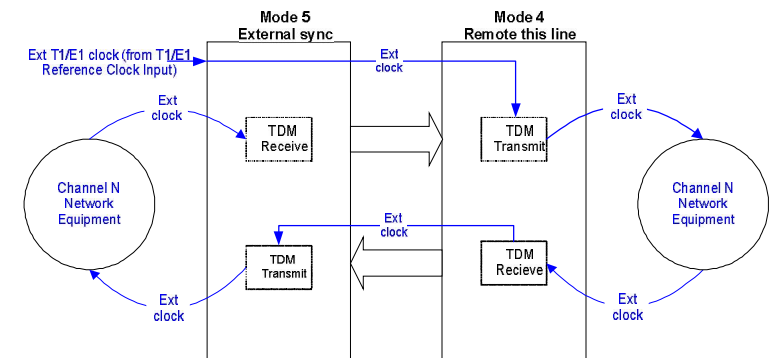 Mode 5
External sync
Mode 4
Remote this line
Ext T1/E1 clock (from T1/E1
Reference Clock Input)
Ext
clock
Ext
clock
TDM
Receive
TDM
Transmit
Ext
clock
Channel N
Network
Equipment
Channel N
Network
Equipment
Ext
clock
TDM
Transmit
TDM
Recieve
Ext
clock
Ext
clock